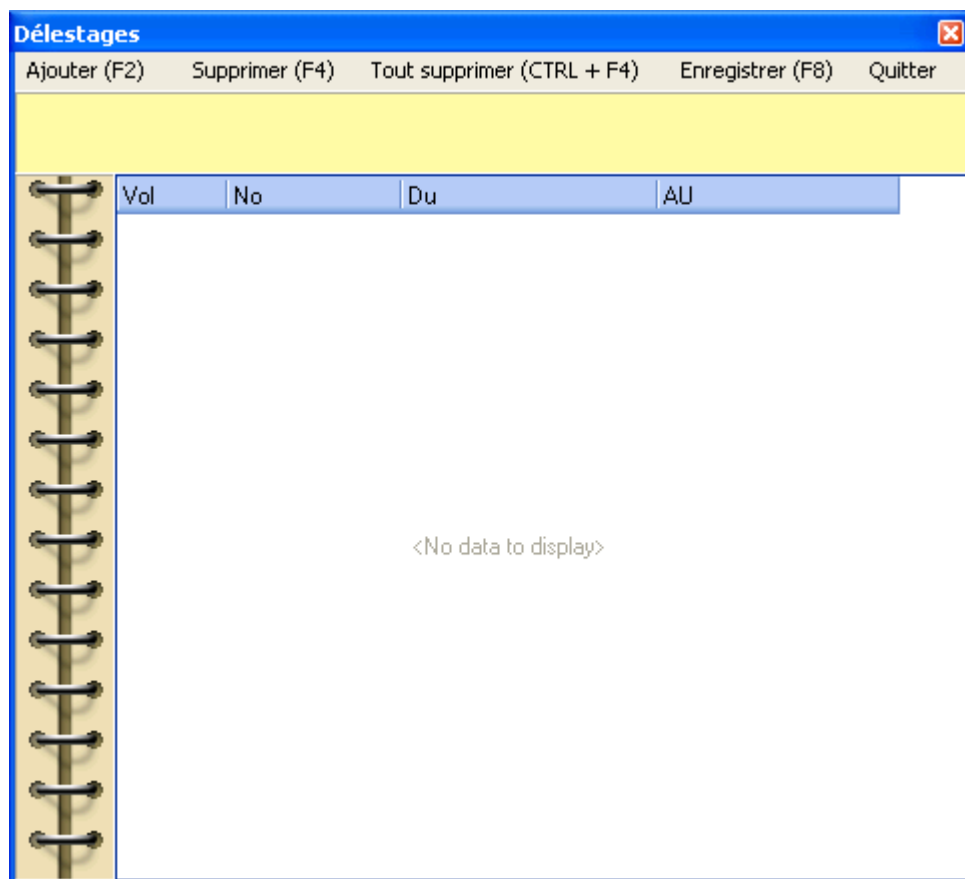 Délestages
Ajouter (F2) Supprimer (F4) Tout supprimer (CTRL + F4) Enregistrer (F8) Quitter
Vol No Du AU
<No data to display>